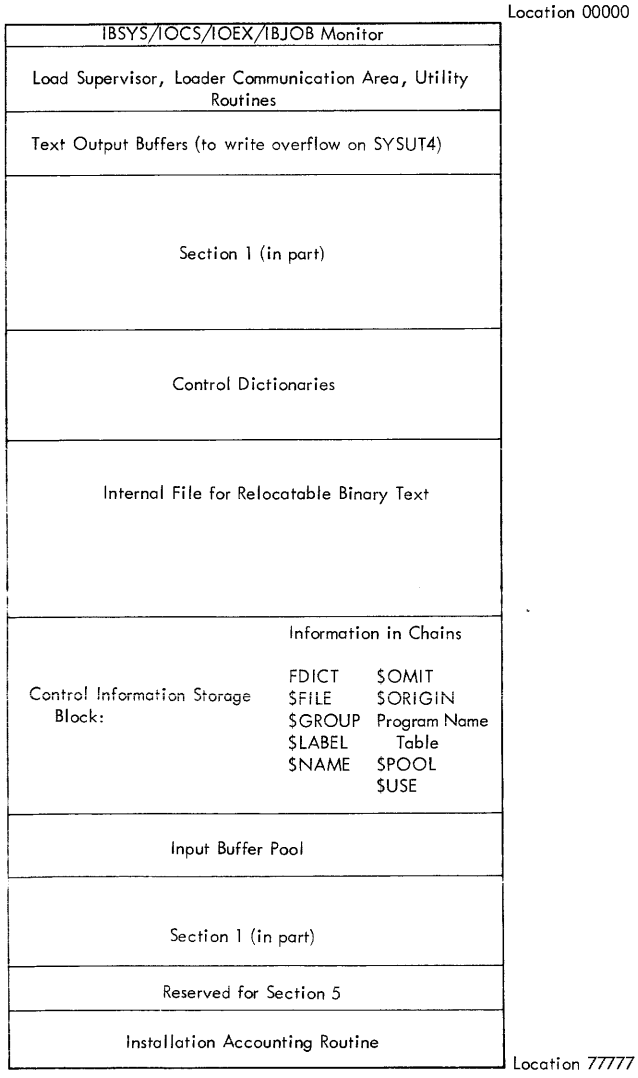 Location 00000
IBSYS/IOCS/IOEX/IBJOB Monitor
Load Supervisor, Loader Communication Area, Utility
Routines
Text Output Buffers (to write overflow on SYSUT4)
Section 1 (in part)
Control Dictionaries
Internal File for Relocatable Binary Text
Information in Chains
Control Information Storage
Block:
FDICT
$FILE
$GROUP
$LABEL
$NAME
$OMIT
$ORIGIN
Program Name
Table
$POOL
$USE
Input Buffer Pool
Section 1 (in part)
Reserved for Section 5
Installation Accounting Routine
Location 77777